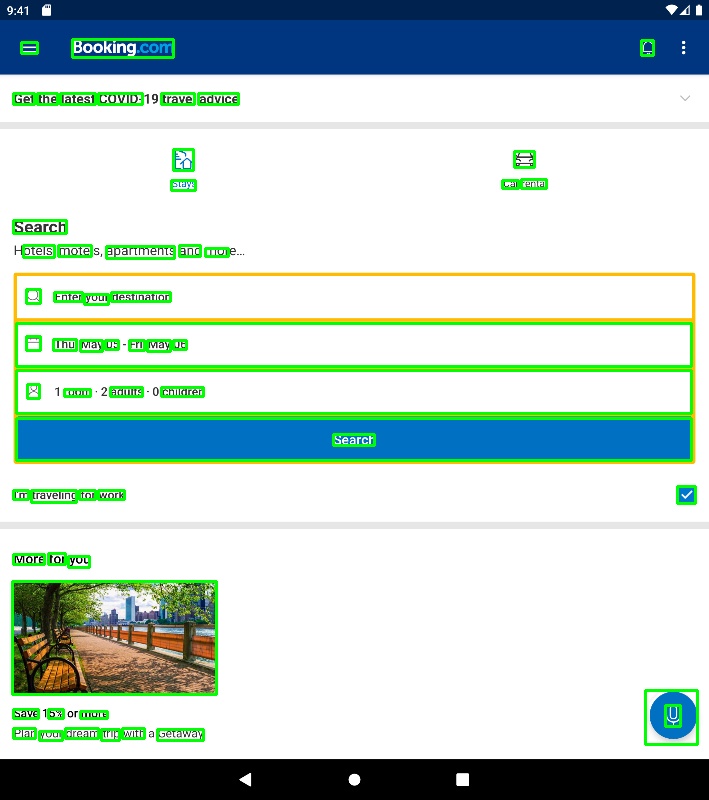 9:41
Booking.com
Get the latest COVID-19 travel advice
Stays
Car rental
Search
Hotels, motels, apartments and more...
Enter your destination
Thu, May 05 - Fri, May 06
1 room · 2 adults · 0 children
Search
I'm traveling for work
More for you
Save 15% or more
Plan your dream trip with a Getaway